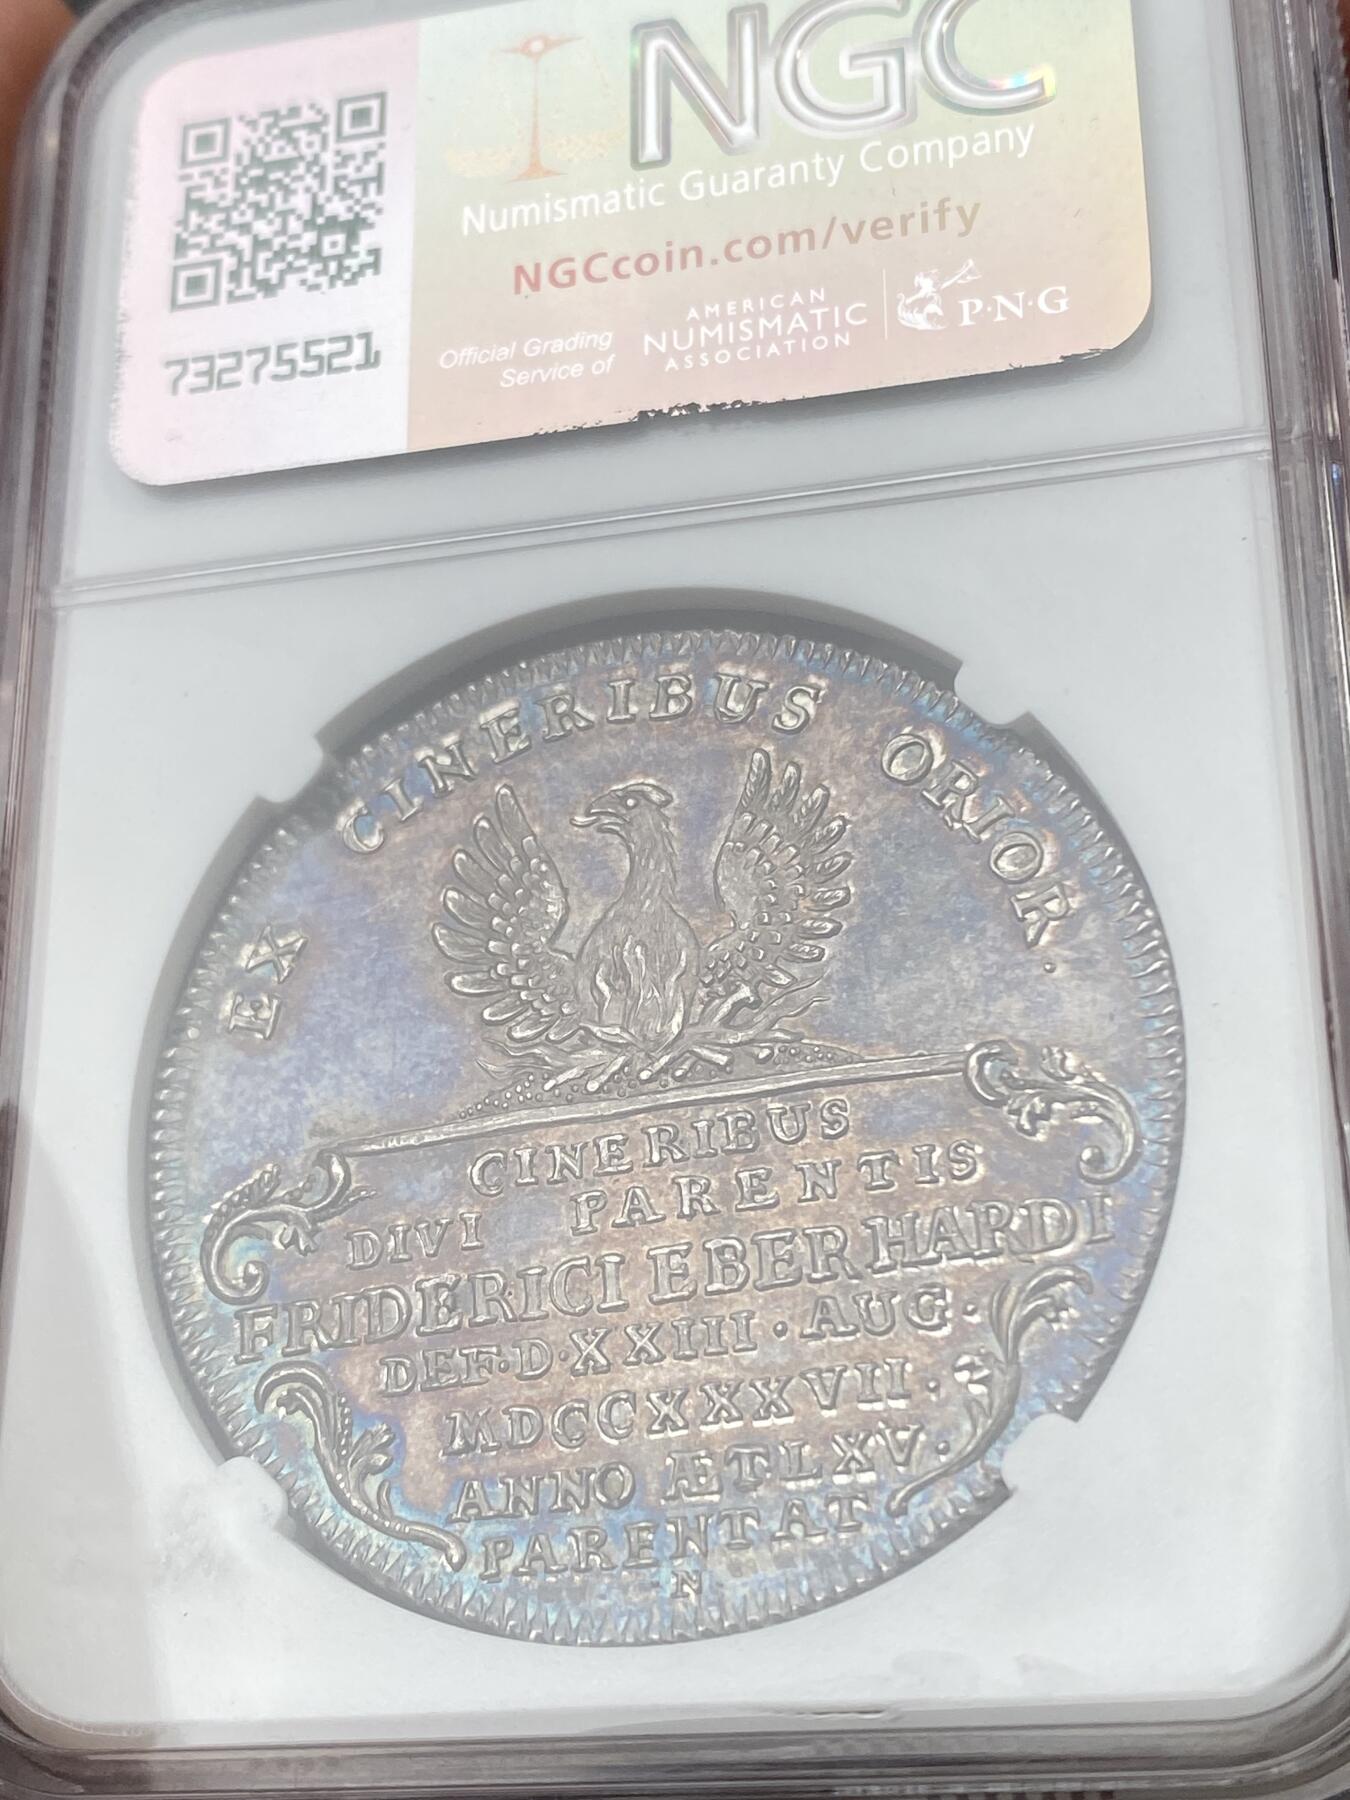 NGC
Numismatic Guaranty Company
NGCcoin.com/verify
73275521
Official Grading
Service of
AMERICAN
NUMISMATIC
ASSOCIATION
P·N·G
EX CINERIBUS ORIOR·
CINERIBUS
DIVI PARENTIS
FRIDERICI EBERHARDI
DEF·D·XXIII·AUG·
MDCCXXXVII·
ANNO ÆT·LXV·
PARENTAT
N